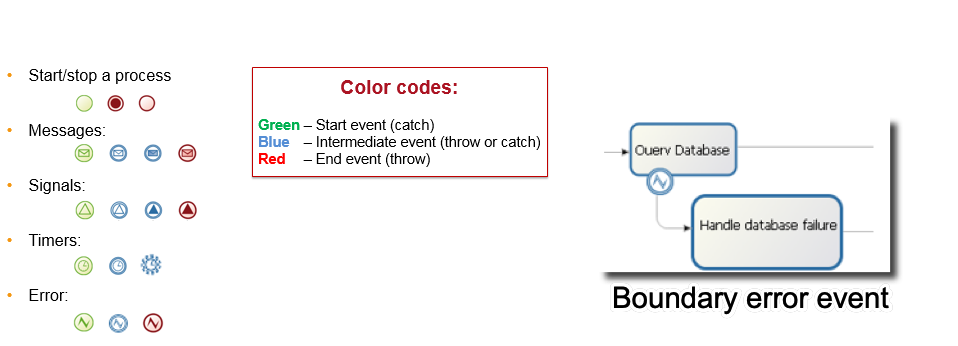 • Start/stop a process
• Messages:
• Signals:
• Timers:
• Error:
Color codes:
Green – Start event (catch)
Blue – Intermediate event (throw or catch)
Red – End event (throw)
Query Database
Handle database failure
Boundary error event